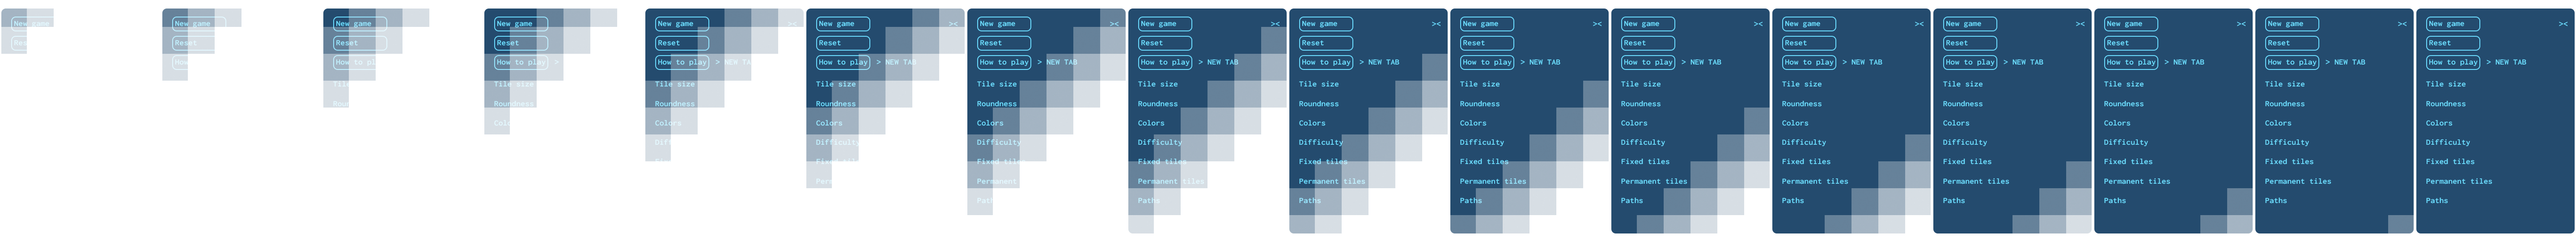 New game
Res
New game
Reset
How
New game
Reset
How to pl
Tile
Roun
New game
Reset
How to play >
Tile size
Roundness
Colo
New game ><
Reset
How to play > NEW TA
Tile size
Roundness
Colors
Diff
Fixe
New game ><
Reset
How to play > NEW TAB
Tile size
Roundness
Colors
Difficulty
Fixed tile
Perm
New game ><
Reset
How to play > NEW TAB
Tile size
Roundness
Colors
Difficulty
Fixed tiles
Permanent
Path
New game ><
Reset
How to play > NEW TAB
Tile size
Roundness
Colors
Difficulty
Fixed tiles
Permanent tiles
Paths
New game ><
Reset
How to play > NEW TAB
Tile size
Roundness
Colors
Difficulty
Fixed tiles
Permanent tiles
Paths
New game ><
Reset
How to play > NEW TAB
Tile size
Roundness
Colors
Difficulty
Fixed tiles
Permanent tiles
Paths
New game ><
Reset
How to play > NEW TAB
Tile size
Roundness
Colors
Difficulty
Fixed tiles
Permanent tiles
Paths
New game ><
Reset
How to play > NEW TAB
Tile size
Roundness
Colors
Difficulty
Fixed tiles
Permanent tiles
Paths
New game ><
Reset
How to play > NEW TAB
Tile size
Roundness
Colors
Difficulty
Fixed tiles
Permanent tiles
Paths
New game ><
Reset
How to play > NEW TAB
Tile size
Roundness
Colors
Difficulty
Fixed tiles
Permanent tiles
Paths
New game ><
Reset
How to play > NEW TAB
Tile size
Roundness
Colors
Difficulty
Fixed tiles
Permanent tiles
Paths
New game ><
Reset
How to play > NEW TAB
Tile size
Roundness
Colors
Difficulty
Fixed tiles
Permanent tiles
Paths